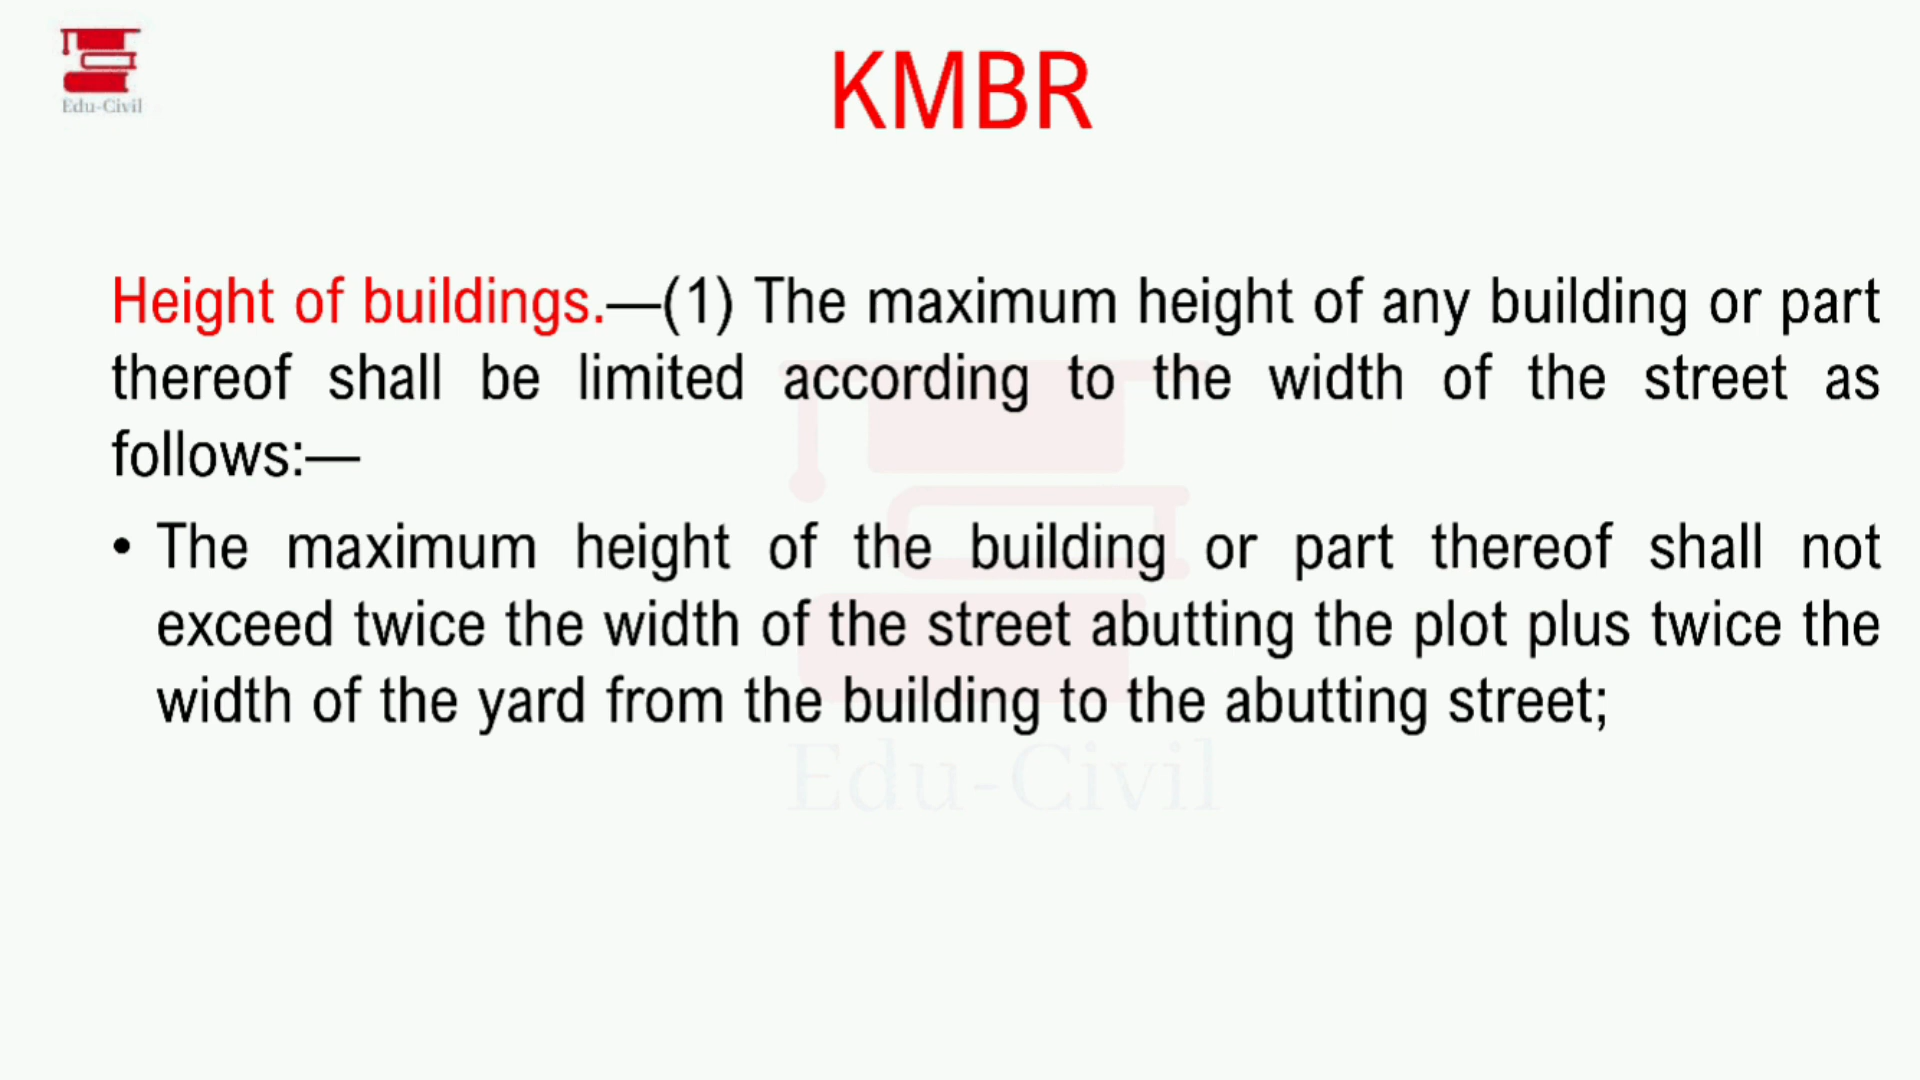 Edu-Civil
KMBR
Height of buildings.—(1) The maximum height of any building or part
thereof shall be limited according to the width of the street as
follows:—
• The maximum height of the building or part thereof shall not
exceed twice the width of the street abutting the plot plus twice the
width of the yard from the building to the abutting street;
Edu-Civil